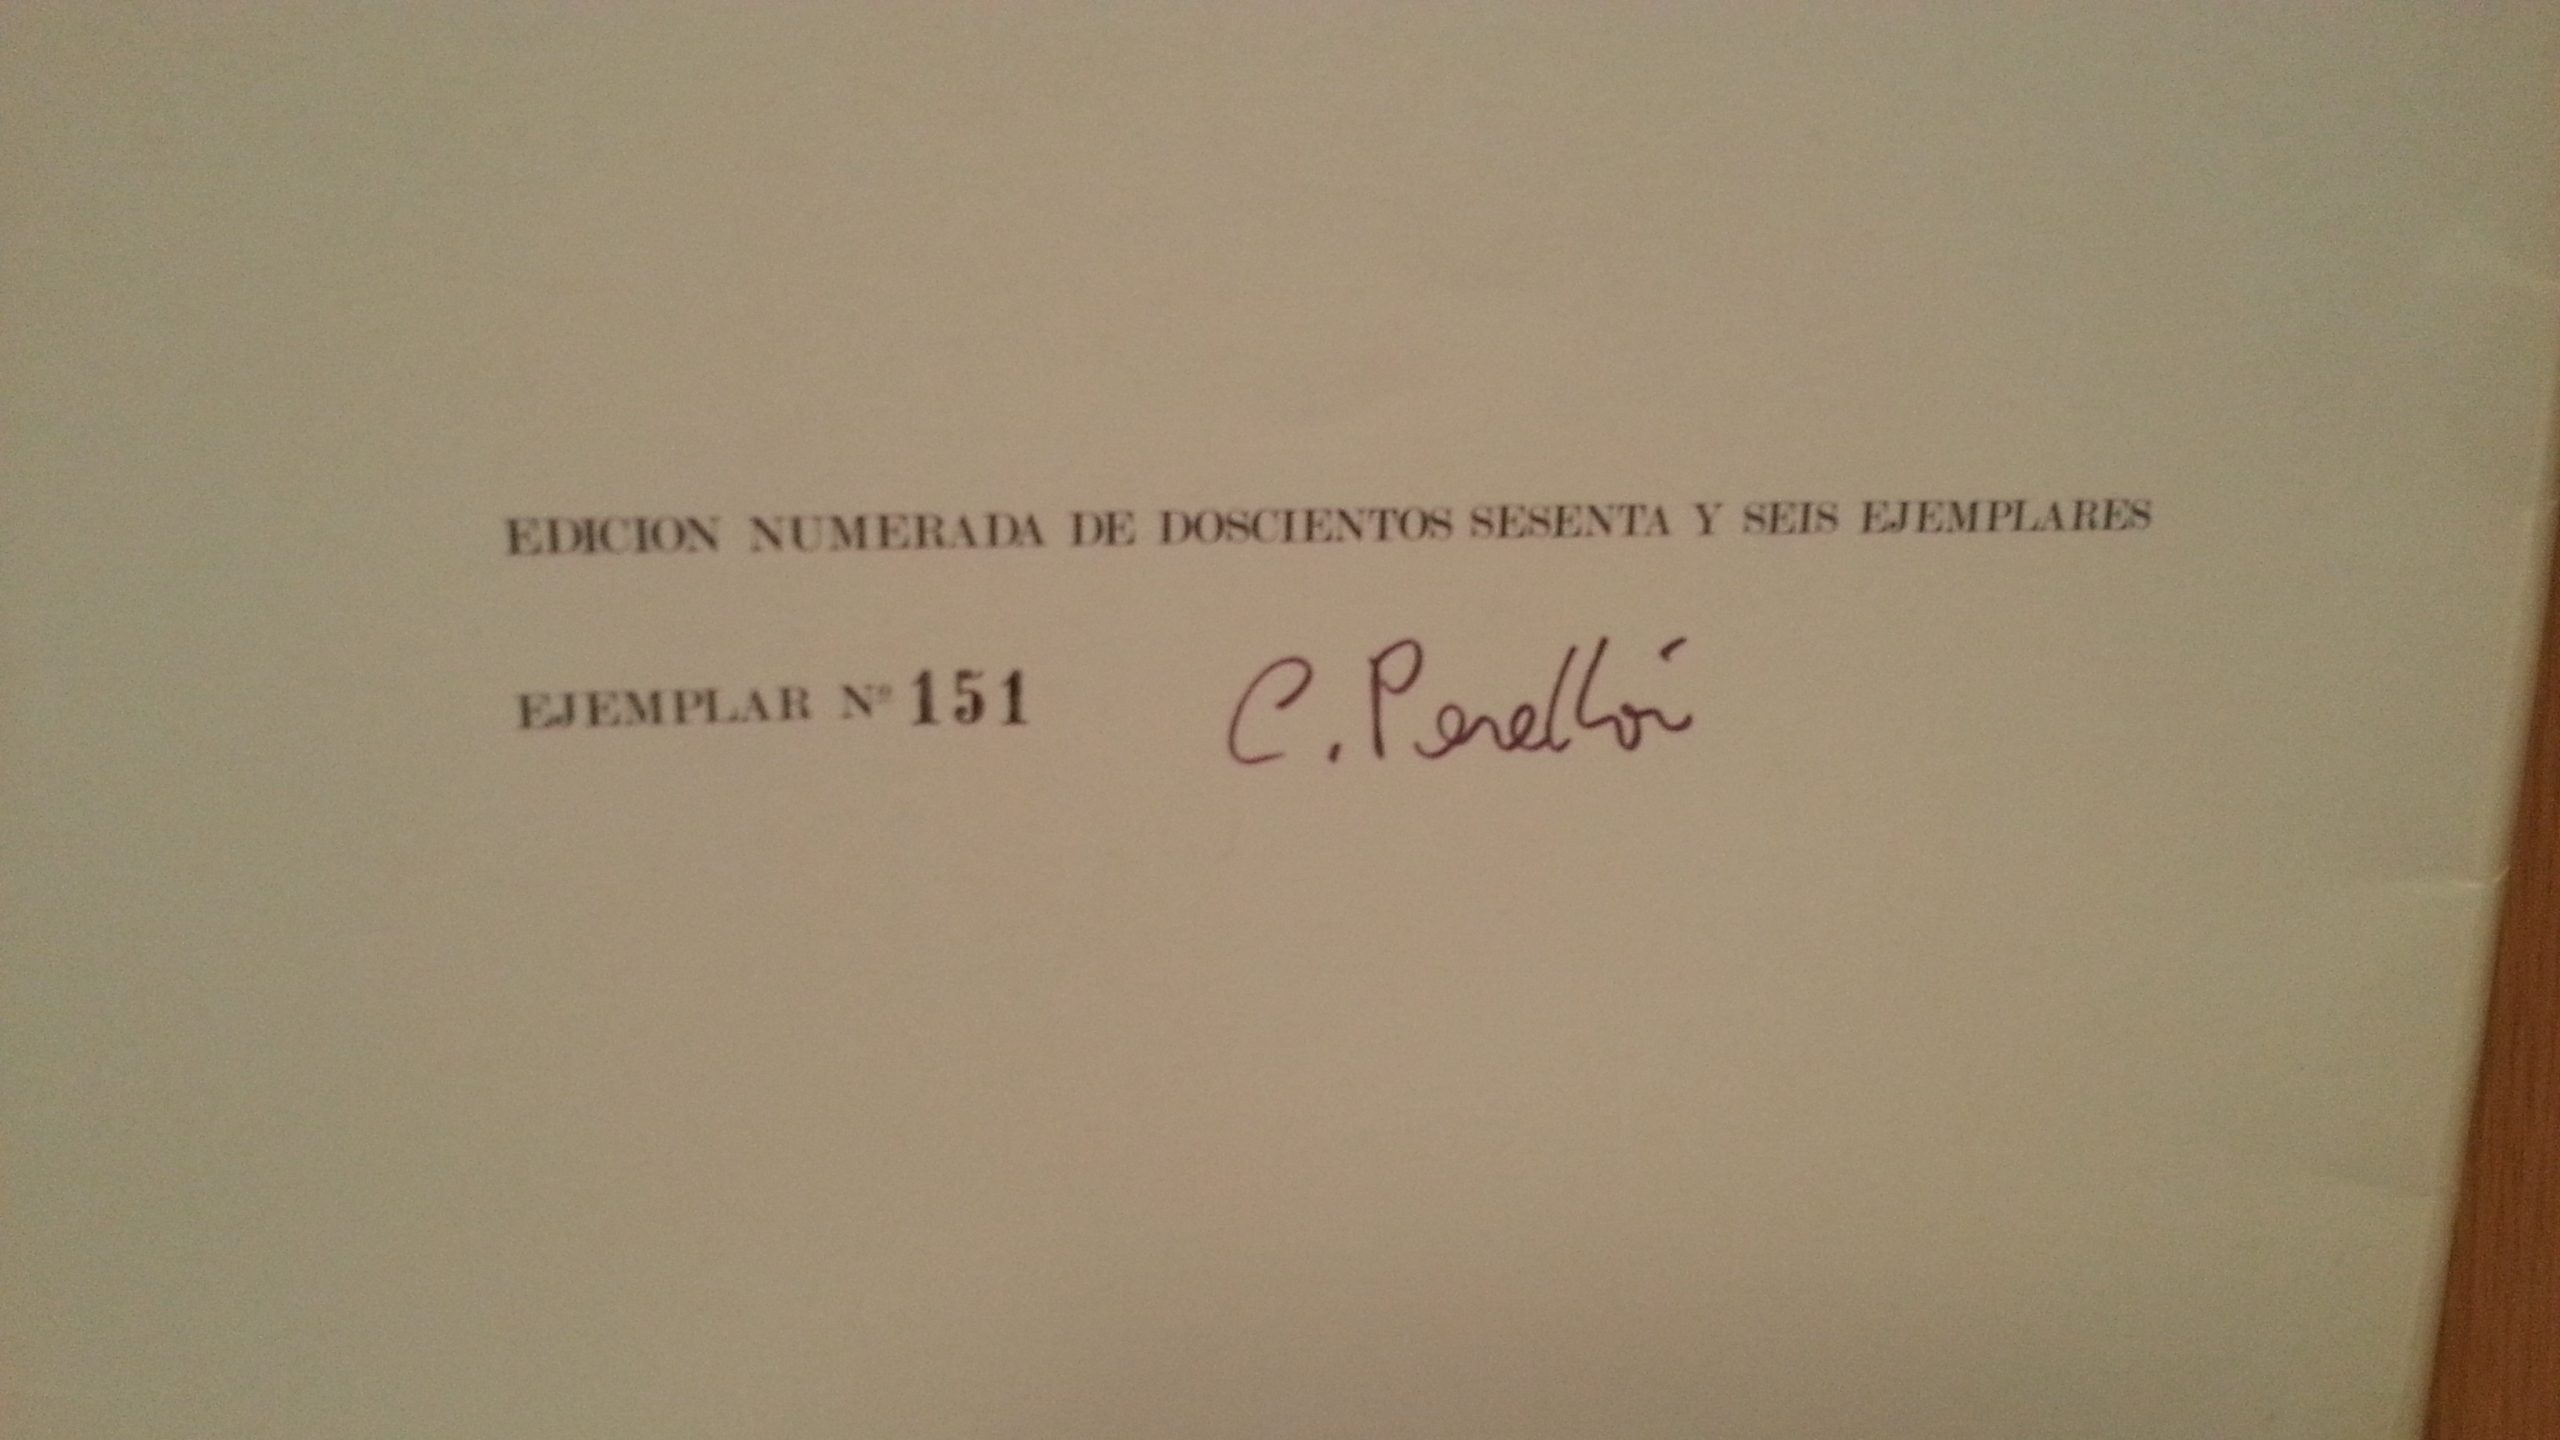 EDICION NUMERADA DE DOSCIENTOS SESENTA Y SEIS EJEMPLARES
EJEMPLAR Nº 151 C. Perellón